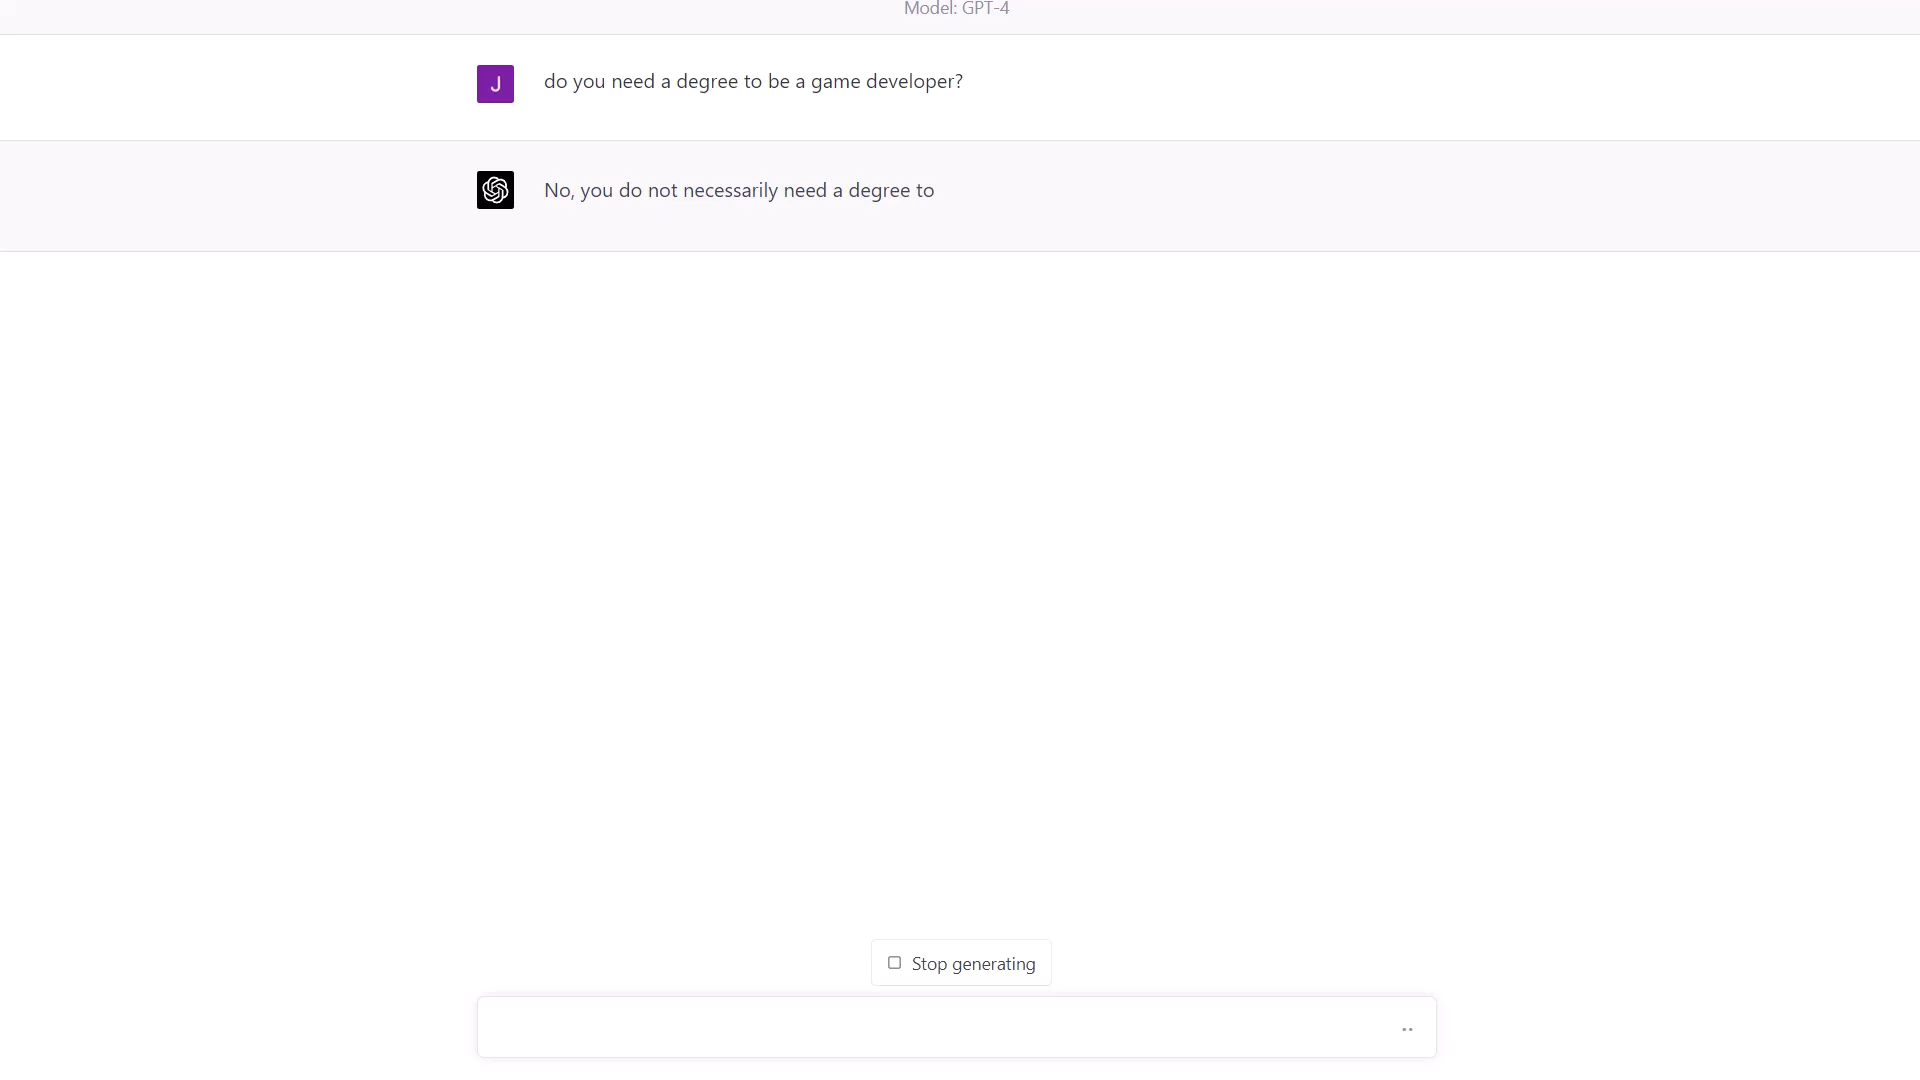 Model: GPT-4
J
do you need a degree to be a game developer?
No, you do not necessarily need a degree to
Stop generating